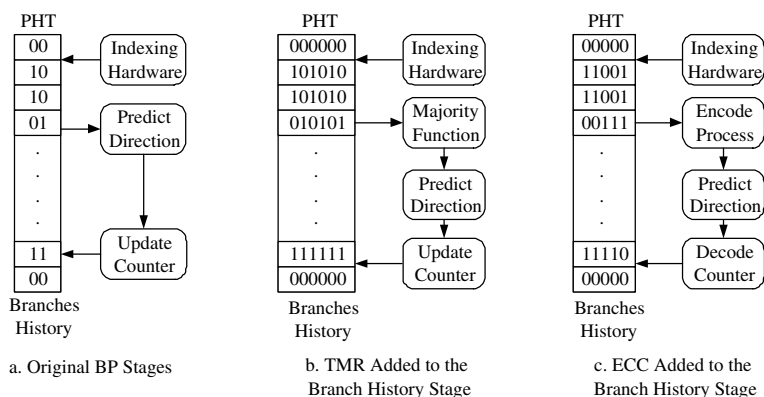 PHT
00
10
10
01
.
.
.
.
11
00
Branches
History
Indexing
Hardware
Predict
Direction
Update
Counter
a. Original BP Stages
PHT
000000
101010
101010
010101
.
.
.
.
111111
000000
Branches
History
Indexing
Hardware
Majority
Function
Predict
Direction
Update
Counter
b. TMR Added to the
Branch History Stage
PHT
00000
11001
11001
00111
.
.
.
.
11110
00000
Branches
History
Indexing
Hardware
Encode
Process
Predict
Direction
Decode
Counter
c. ECC Added to the
Branch History Stage